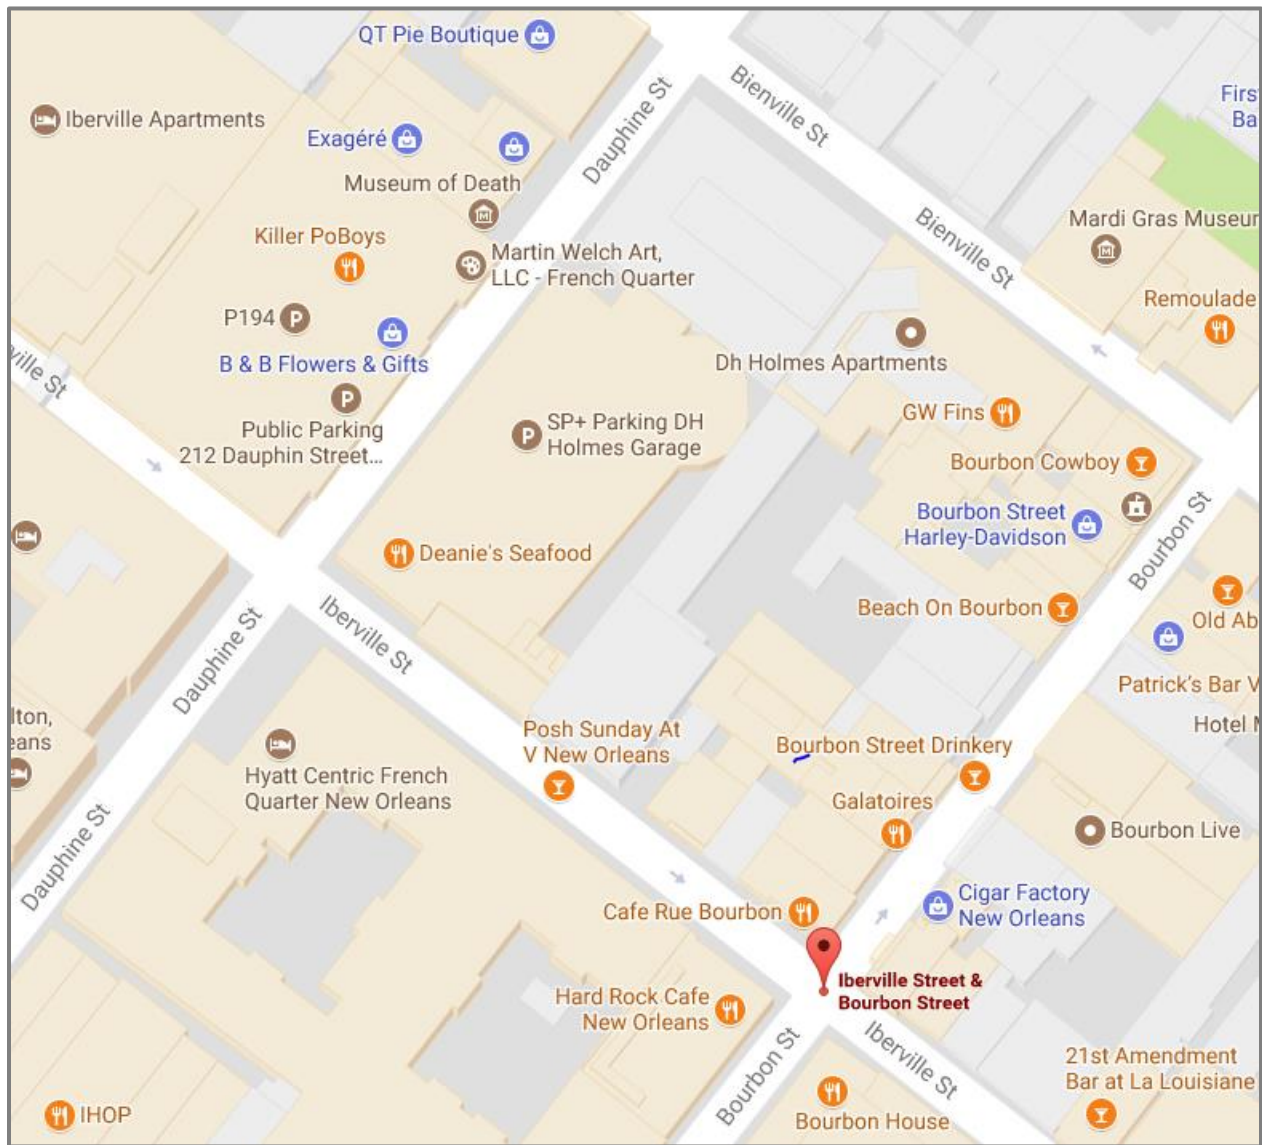 QT Pie Boutique
Bienville St
Dauphine St
Iberville Apartments
Exagéré
Museum of Death
Killer PoBoys
Martin Welch Art,
LLC - French Quarter
Bienville St
Mardi Gras Museum
Remoulade
P194
P
B & B Flowers & Gifts
Dh Holmes Apartments
ville St
P
Public Parking
212 Dauphin Street...
P
SP+ Parking DH
Holmes Garage
GW Fins
Bourbon Cowboy
Bourbon Street
Harley-Davidson
Bourbon St
Deanie's Seafood
Beach On Bourbon
Old Ab
Iberville St
Dauphine St
Patrick's Bar V
lton,
eans
Hotel M
Posh Sunday At
V New Orleans
Bourbon Street Drinkery
Hyatt Centric French
Quarter New Orleans
Galatoires
Bourbon Live
Dauphine St
Cigar Factory
New Orleans
Cafe Rue Bourbon
Iberville Street &
Bourbon Street
Hard Rock Cafe
New Orleans
Bourbon St
Iberville St
21st Amendment
Bar at La Louisiane
IHOP
Bourbon House